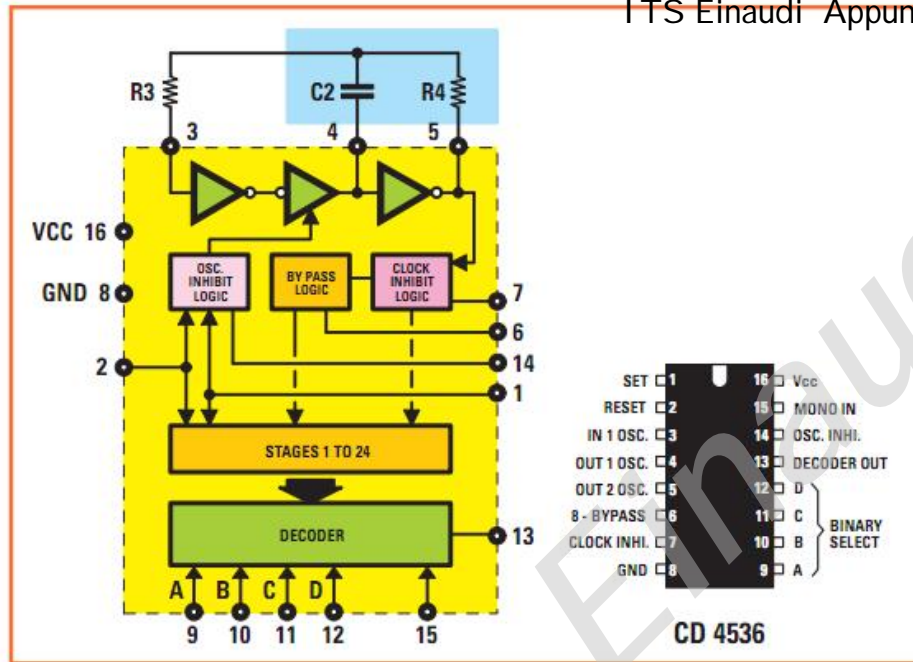 ITS Einaudi Appun
R3
C2
R4
3
4
5
VCC 16
GND 8
OSC.
INHIBIT
LOGIC
BY PASS
LOGIC
CLOCK
INHIBIT
LOGIC
7
6
2
14
1
STAGES 1 TO 24
DECODER
13
A B C D
9 10 11 12 15
SET 1
RESET 2
IN 1 OSC. 3
OUT 1 OSC. 4
OUT 2 OSC. 5
8 - BYPASS 6
CLOCK INHI. 7
GND 8
16 Vcc
15 MONO IN
14 OSC. INHI.
13 DECODER OUT
12 D
11 C
10 B
9 A
BINARY
SELECT
CD 4536
Einau